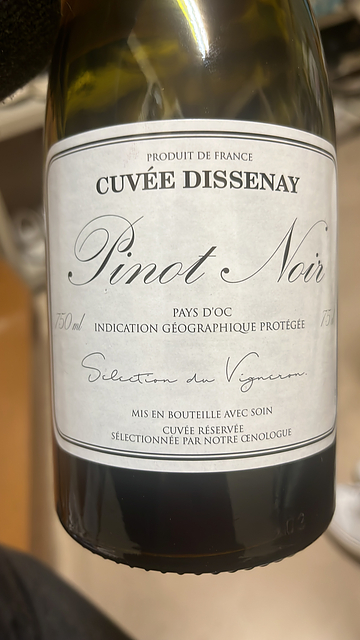 PRODUIT DE FRANCE
CUVÉE DISSENAY
Pinot Noir
PAYS D'OC
750 ml INDICATION GÉOGRAPHIQUE PROTÉGÉE 75
Sélection du Vigneron.
MIS EN BOUTEILLE AVEC SOIN
CUVÉE RÉSERVÉE
SÉLECTIONNÉE PAR NOTRE ŒNOLOGUE